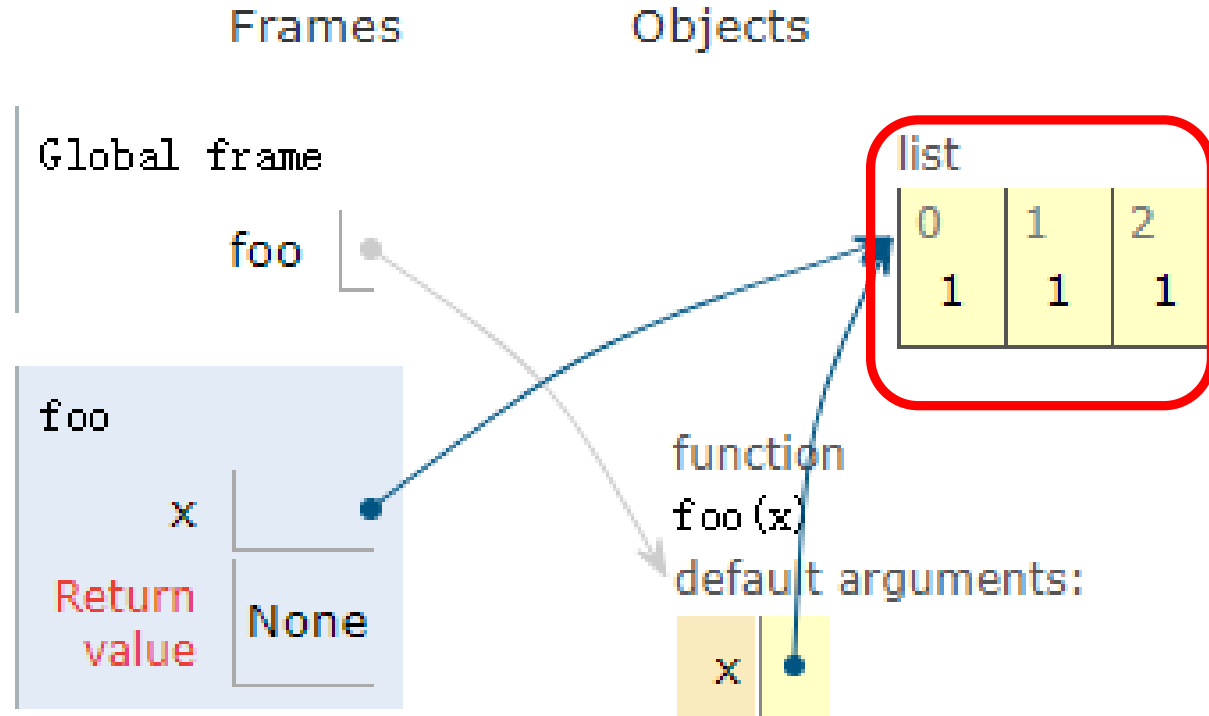 Frames Objects
Global frame
foo
list
0 1 2
1 1 1
foo
x
Return
value
None
function
foo(x)
default arguments:
x